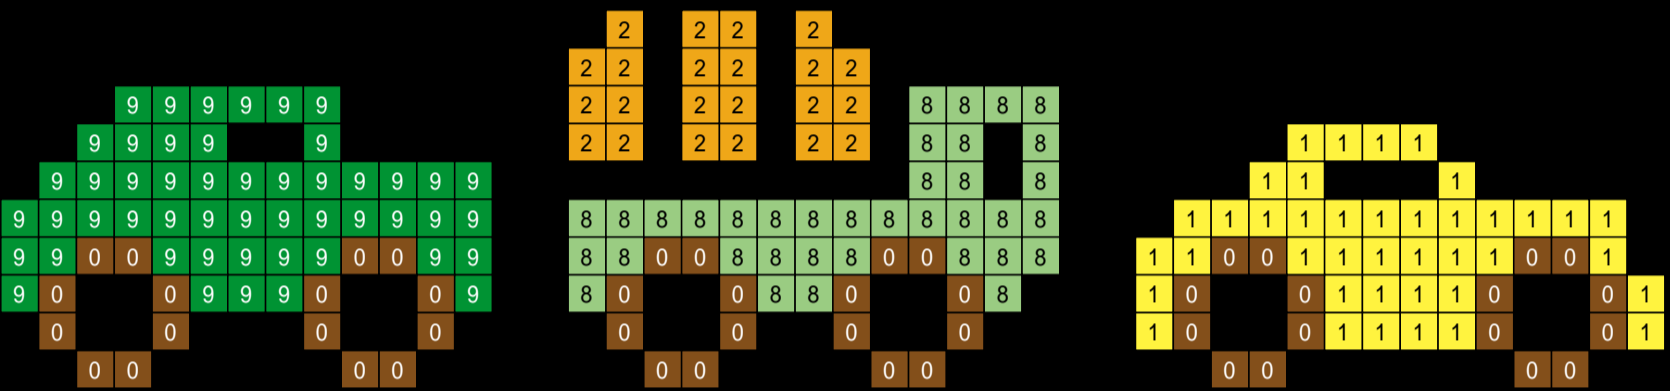 2 2 2 2
2 2 2 2 2 2
9 9 9 9 9 9 2 2 2 2 2 2 8 8 8 8
9 9 9 9 9 2 2 2 2 2 2 8 8 8 1 1 1 1
9 9 9 9 9 9 9 9 9 9 9 9 8 8 8 1 1 1
9 9 9 9 9 9 9 9 9 9 9 9 9 8 8 8 8 8 8 8 8 8 8 8 8 8 1 1 1 1 1 1 1 1 1 1 1 1
9 9 0 0 9 9 9 9 9 0 0 9 9 8 8 0 0 8 8 8 8 0 0 8 8 8 1 1 0 0 1 1 1 1 1 1 0 0 1
9 0 0 9 9 9 0 0 9 8 0 0 8 8 0 0 8 1 0 0 1 1 1 1 0 0 1
0 0 0 0 0 0 0 0 1 0 0 1 1 1 1 0 0 1
0 0 0 0 0 0 0 0 0 0 0 0